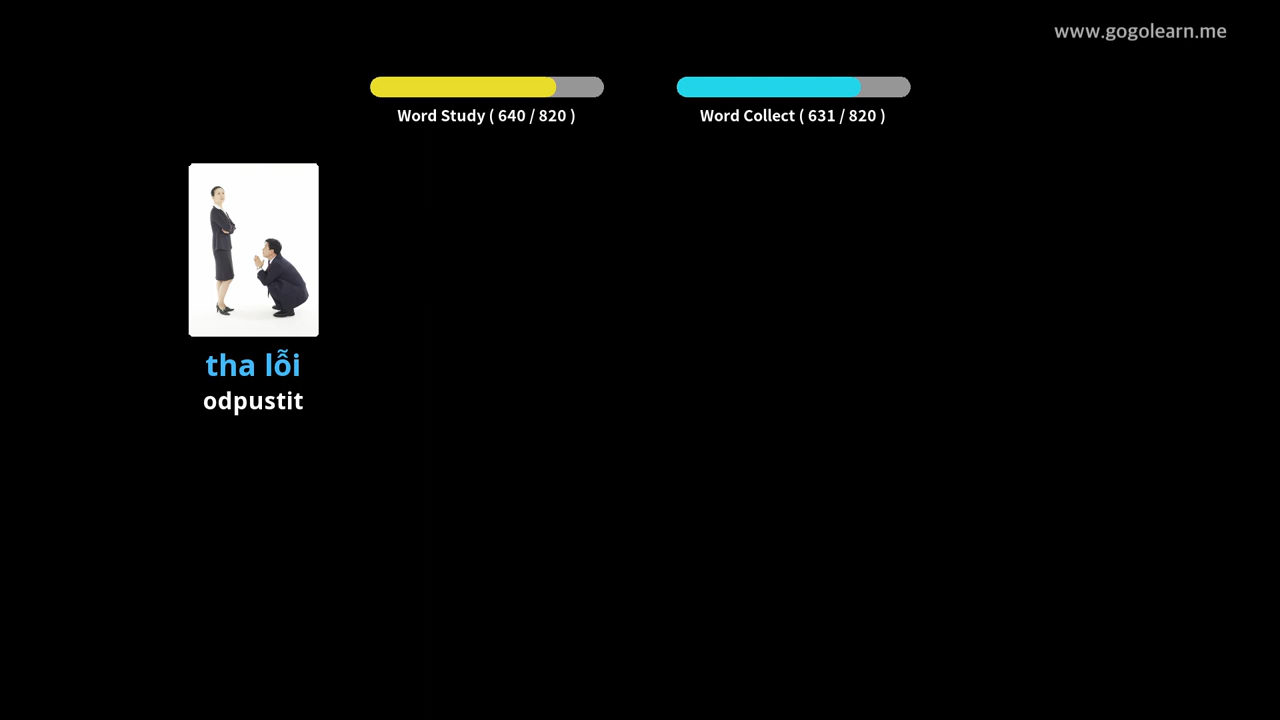 www.gogolearn.me
Word Study ( 640 / 820 )
Word Collect ( 631 / 820 )
tha lỗi
odpustit